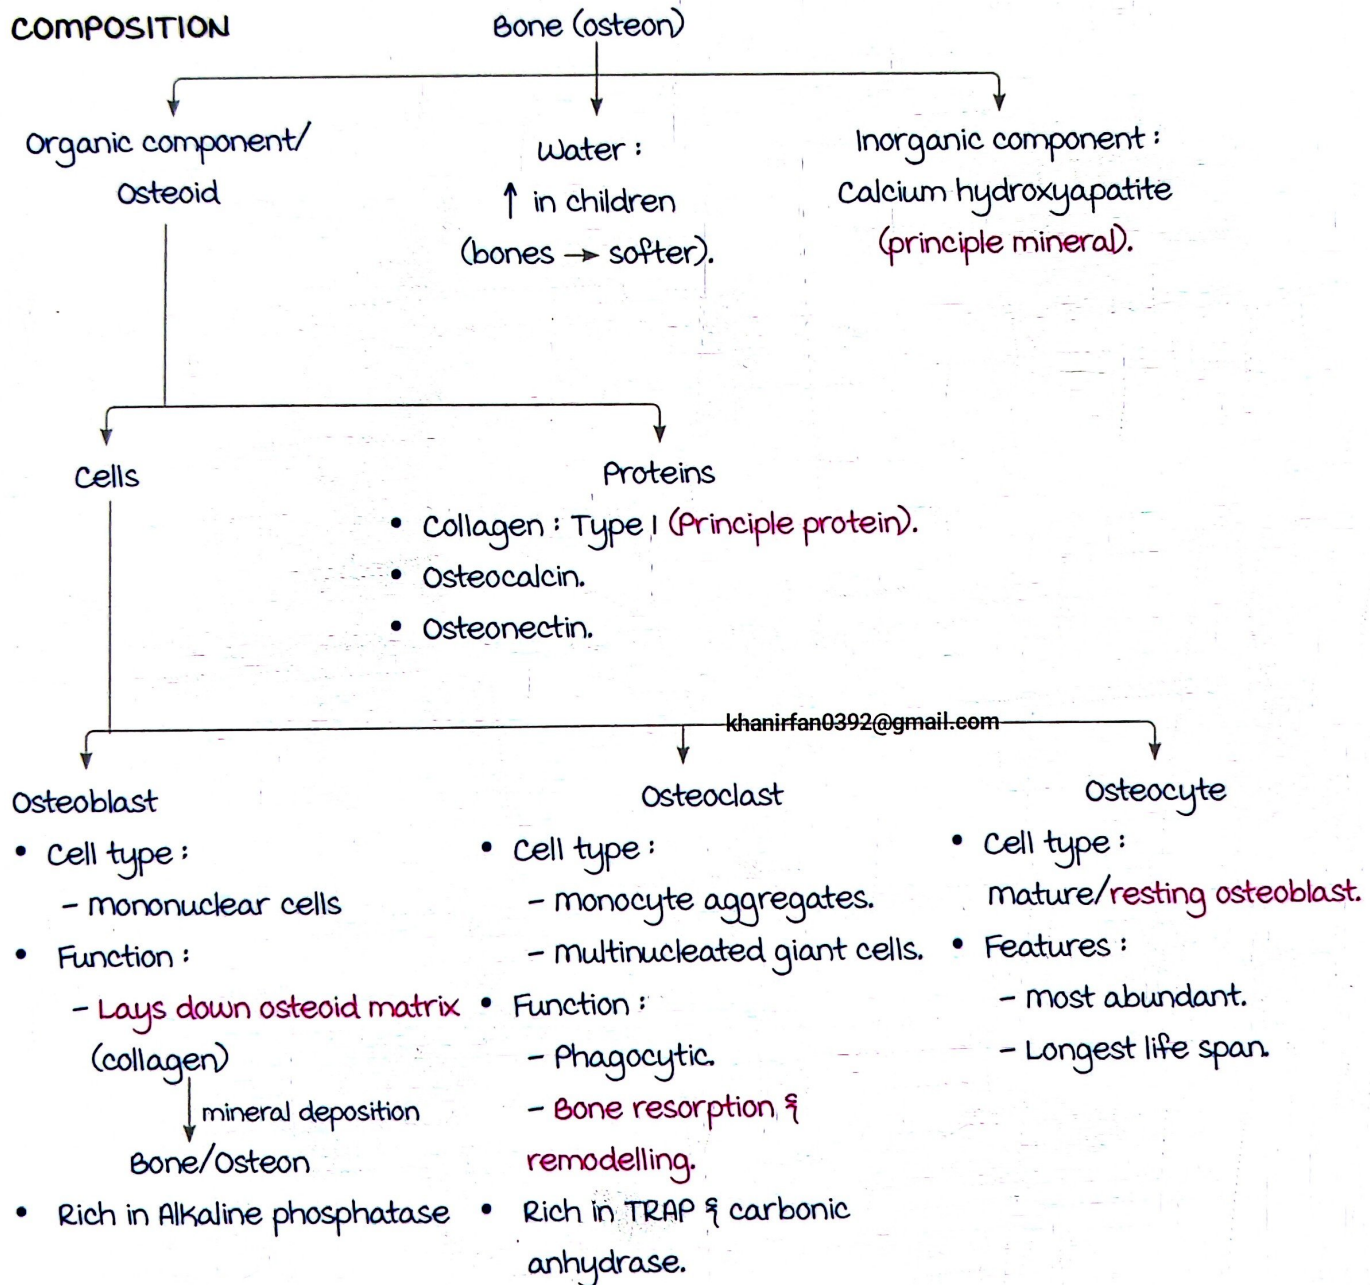 COMPOSITION
Bone (osteon)
Organic component/
Osteoid
Water :
↑ in children
(bones → softer).
Inorganic component :
Calcium hydroxyapatite
(principle mineral).
Cells
Proteins
• Collagen : Type I (Principle protein).
• Osteocalcin.
• Osteonectin.
khanirfan0392@gmail.com
Osteoblast
• Cell type :
- mononuclear cells
• Function :
- Lays down osteoid matrix
(collagen)
mineral deposition
Bone/Osteon
• Rich in Alkaline phosphatase
Osteoclast
• Cell type :
- monocyte aggregates.
- multinucleated giant cells.
• Function :
- Phagocytic.
- Bone resorption &
remodelling.
• Rich in TRAP & carbonic
anhydrase.
Osteocyte
• Cell type :
mature/resting osteoblast.
• Features :
- most abundant.
- Longest life span.